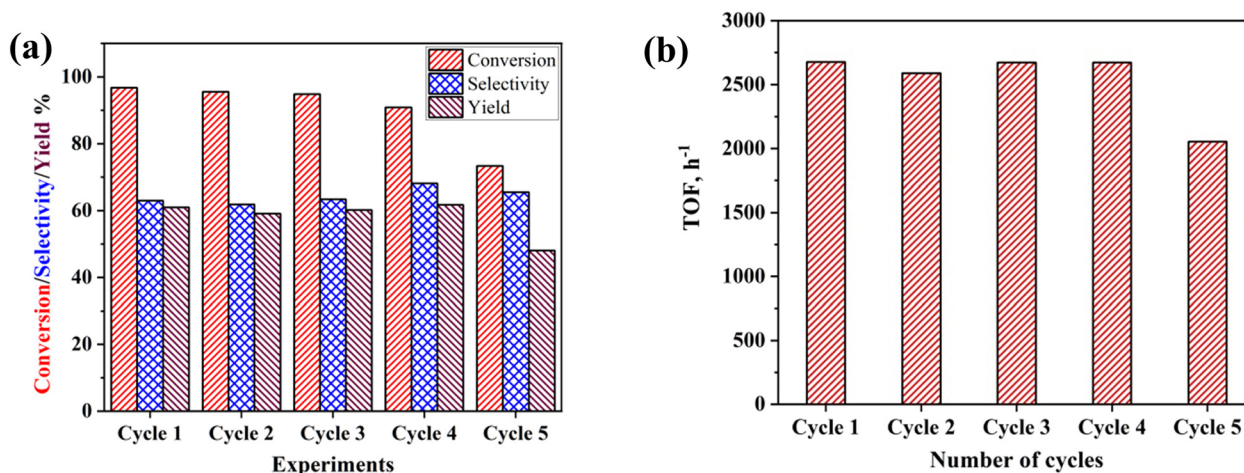 (a)
Conversion/Selectivity/Yield %
100
80
60
40
20
0
Conversion
Selectivity
Yield
Cycle 1 Cycle 2 Cycle 3 Cycle 4 Cycle 5
Experiments
(b)
TOF, h-1
3000
2500
2000
1500
1000
500
0
Cycle 1 Cycle 2 Cycle 3 Cycle 4 Cycle 5
Number of cycles